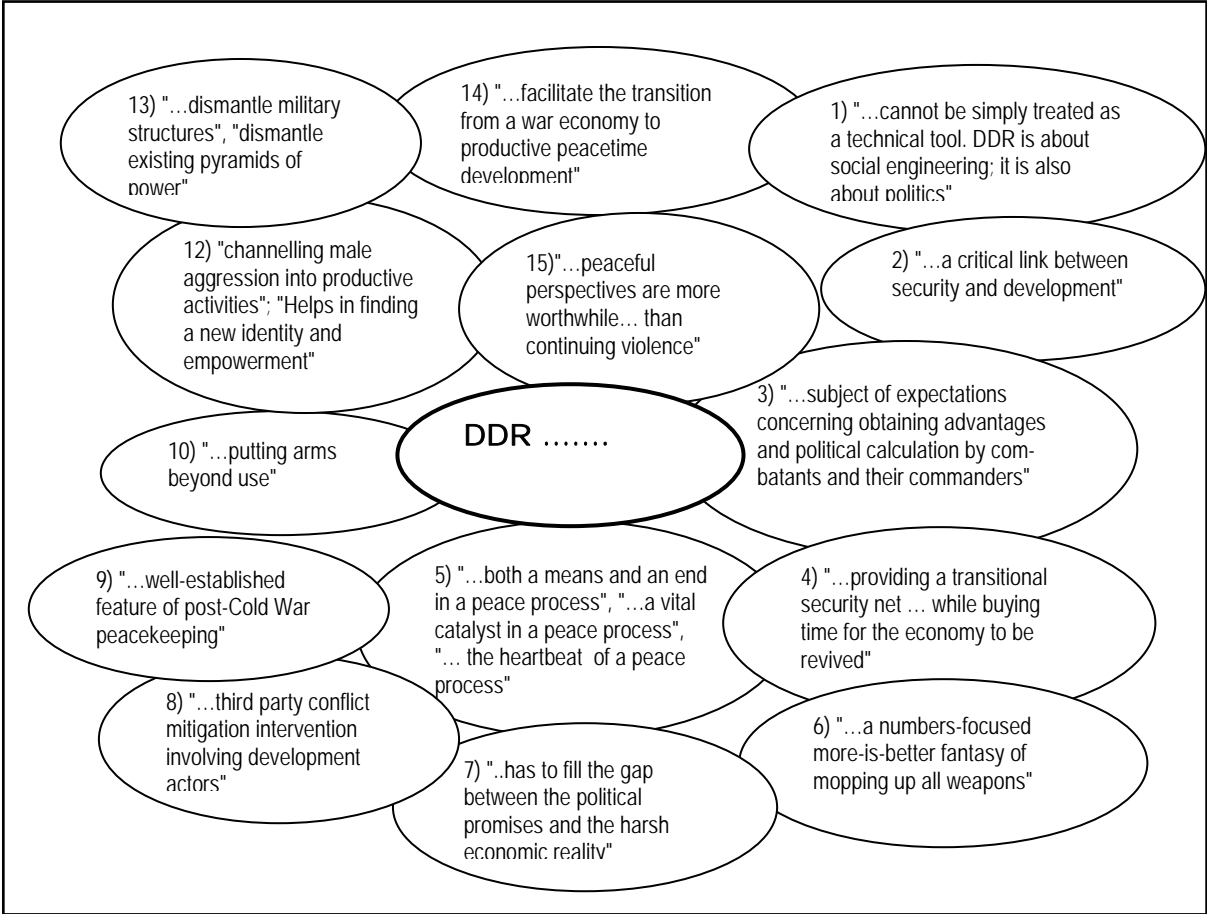 13) "…dismantle military
structures", "dismantle
existing pyramids of
power"
14) "…facilitate the transition
from a war economy to
productive peacetime
development"
1) "…cannot be simply treated as
a technical tool. DDR is about
social engineering; it is also
about politics"
12) "channelling male
aggression into productive
activities"; "Helps in finding
a new identity and
empowerment"
15)"…peaceful
perspectives are more
worthwhile… than
continuing violence"
2) "…a critical link between
security and development"
3) "…subject of expectations
concerning obtaining advantages
and political calculation by com-
batants and their commanders"
DDR .......
10) "…putting arms
beyond use"
9) "…well-established
feature of post-Cold War
peacekeeping"
5) "…both a means and an end
in a peace process", "…a vital
catalyst in a peace process",
"… the heartbeat of a peace
process"
4) "…providing a transitional
security net … while buying
time for the economy to be
revived"
8) "…third party conflict
mitigation intervention
involving development
actors"
7) "..has to fill the gap
between the political
promises and the harsh
economic reality"
6) "…a numbers-focused
more-is-better fantasy of
mopping up all weapons"